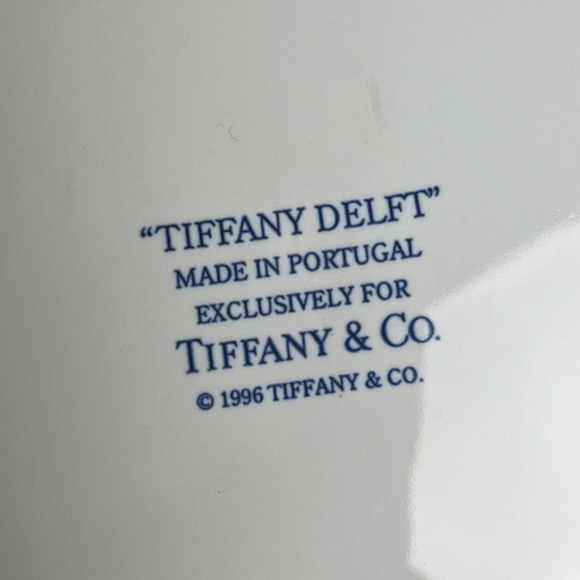 “TIFFANY DELFT”
MADE IN PORTUGAL
EXCLUSIVELY FOR
TIFFANY & CO.
© 1996 TIFFANY & CO.